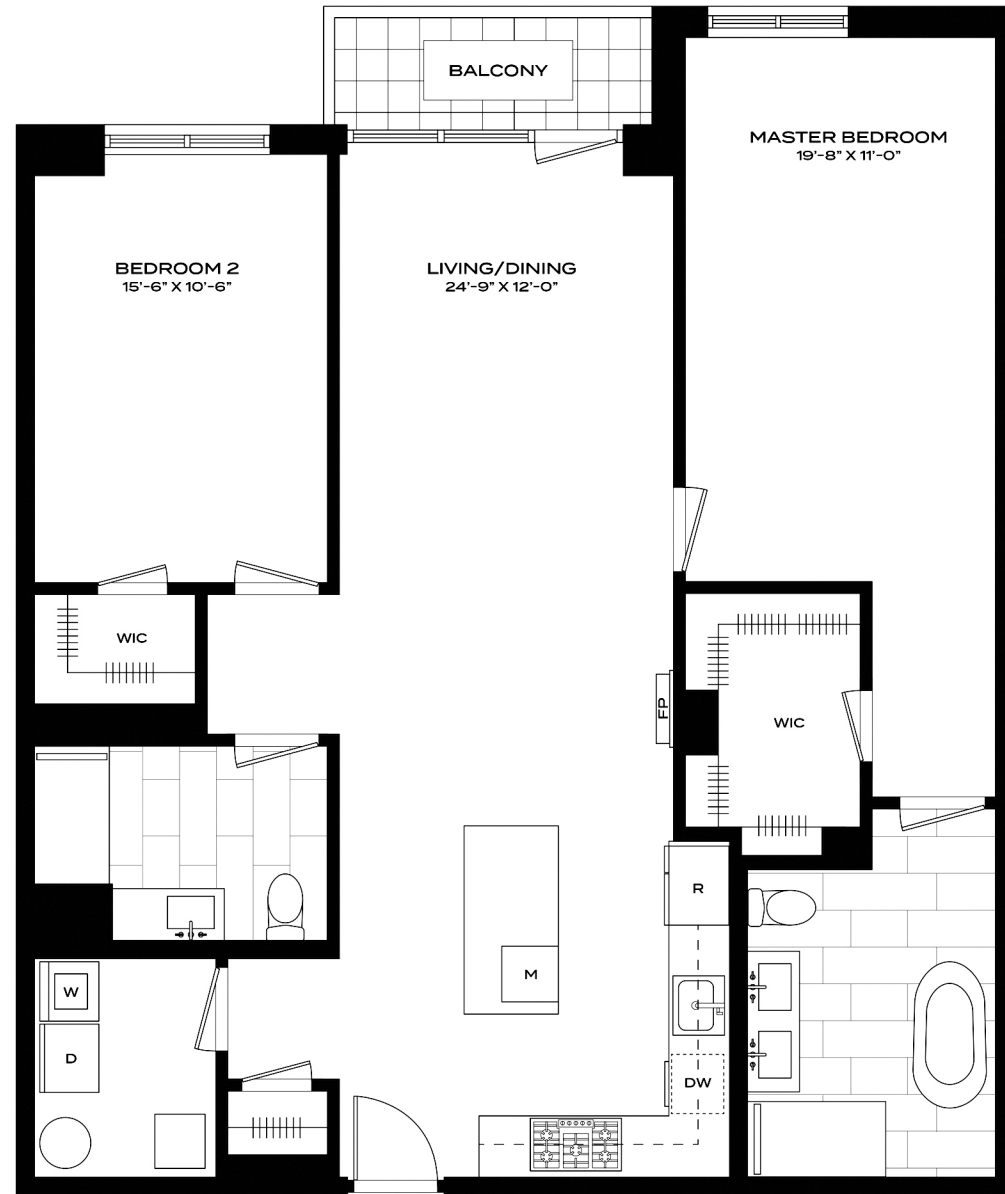 BALCONY
MASTER BEDROOM
19'-8" X 11'-0"
BEDROOM 2
15'-6" X 10'-6"
LIVING/DINING
24'-9" X 12'-0"
WIC
FP
WIC
R
M
W
D
DW